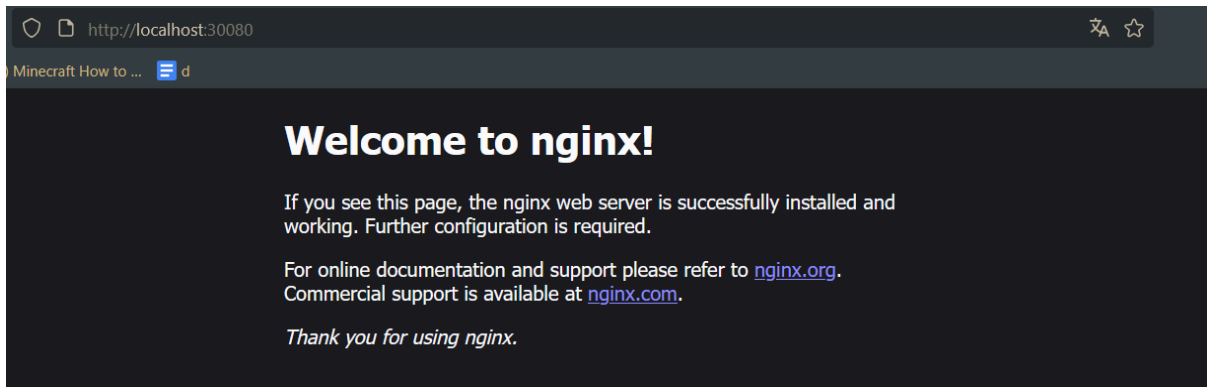 http://localhost:30080
) Minecraft How to ...
d
Welcome to nginx!
If you see this page, the nginx web server is successfully installed and
working. Further configuration is required.
For online documentation and support please refer to nginx.org.
Commercial support is available at nginx.com.
Thank you for using nginx.